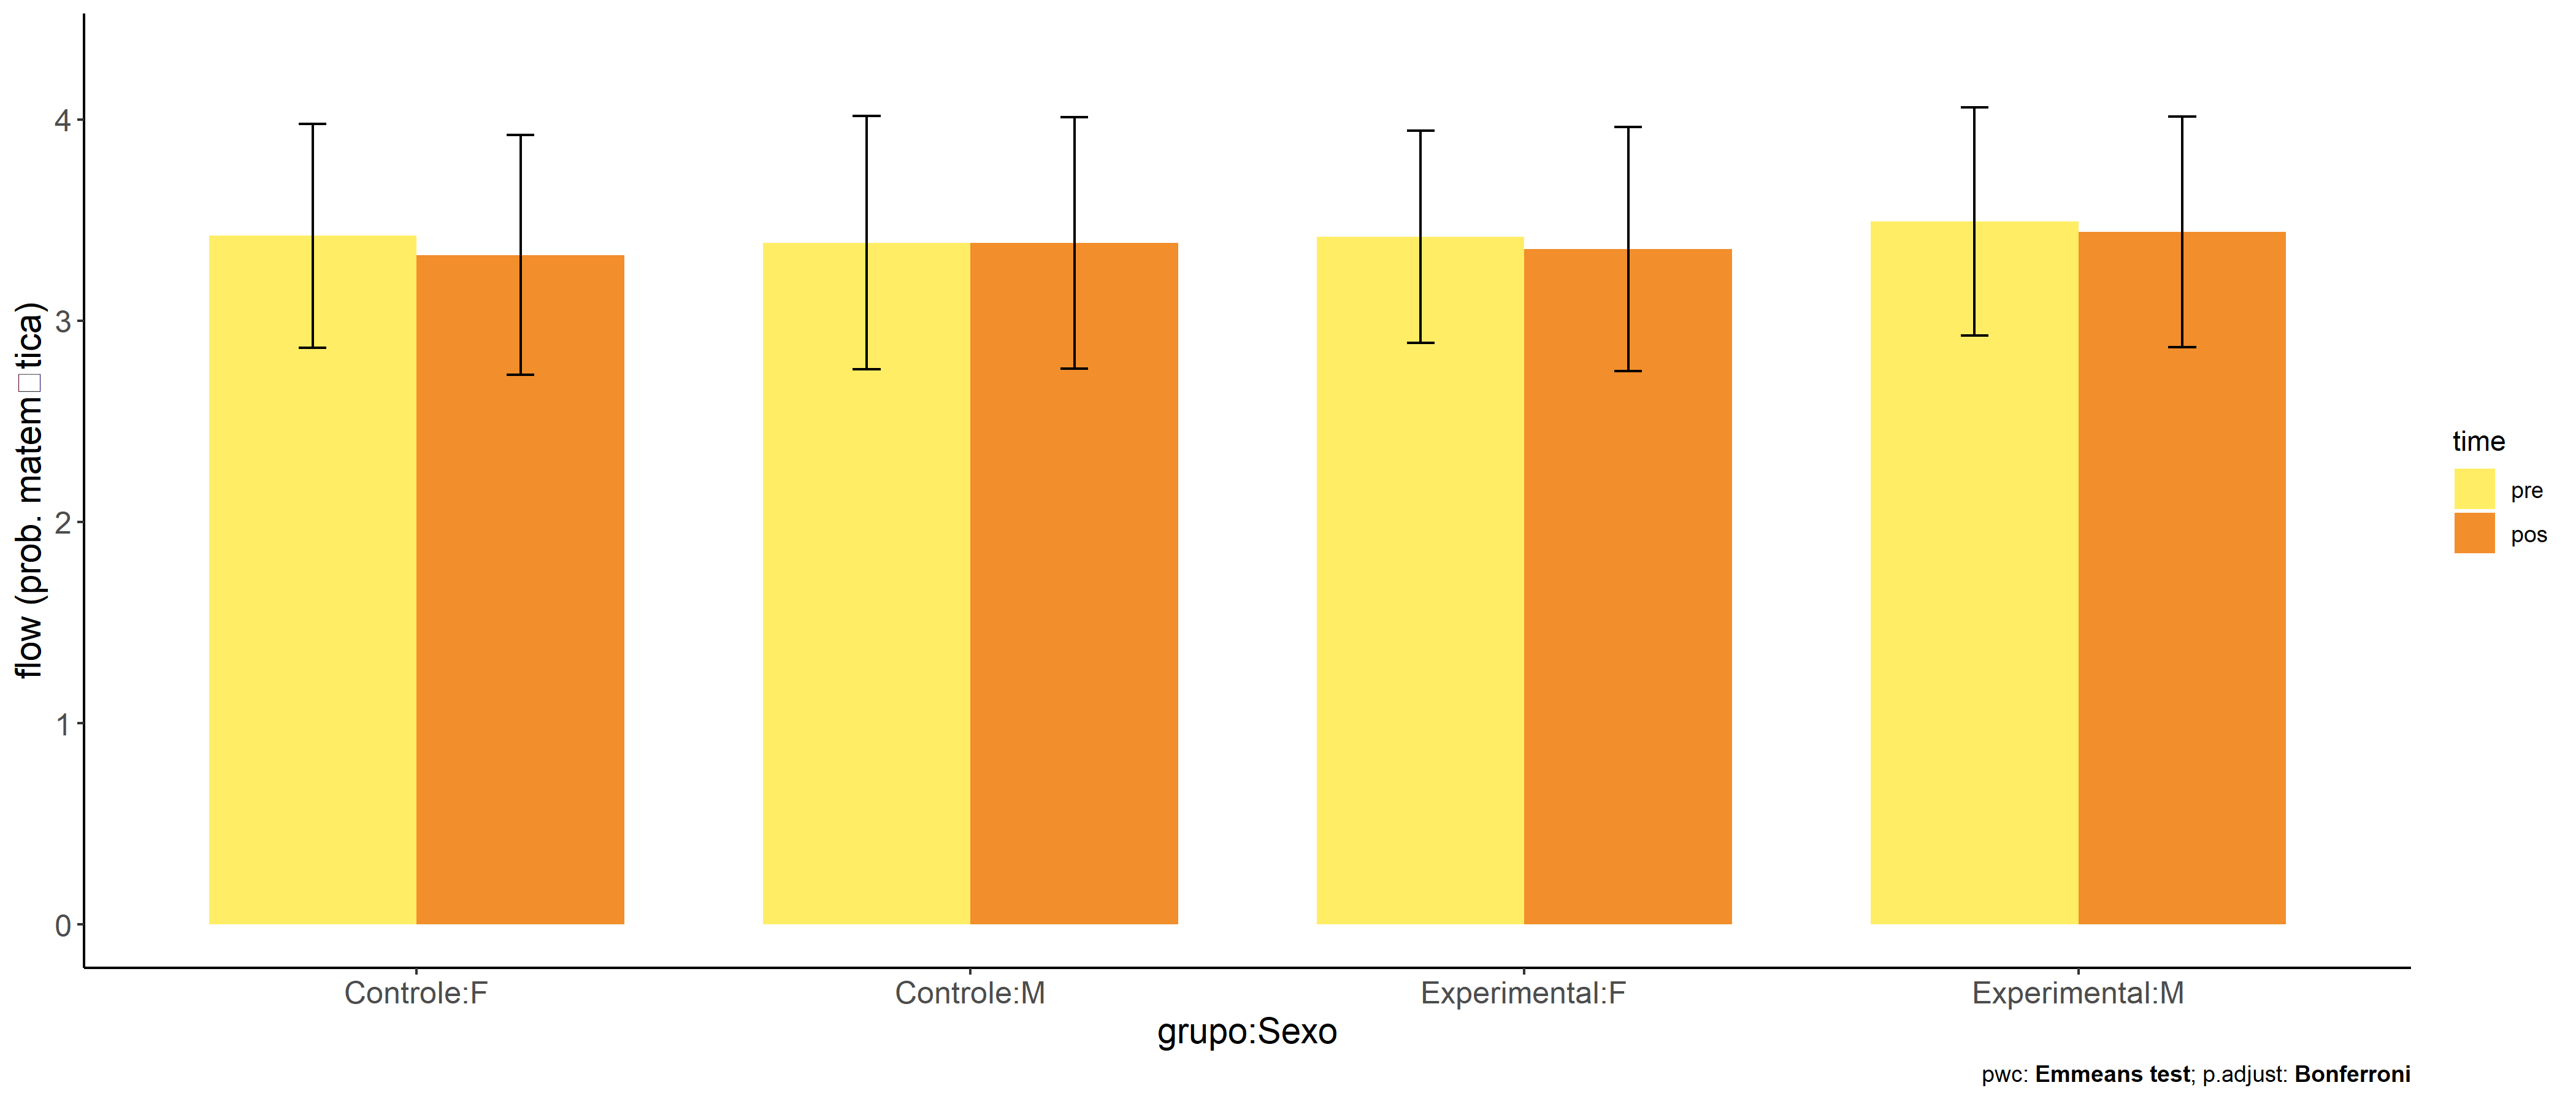 flow (prob. matem□tica)
4
3
2
1
0
Controle:F
Controle:M
Experimental:F
Experimental:M
grupo:Sexo
time
pre
pos
pwc: Emmeans test; p.adjust: Bonferroni